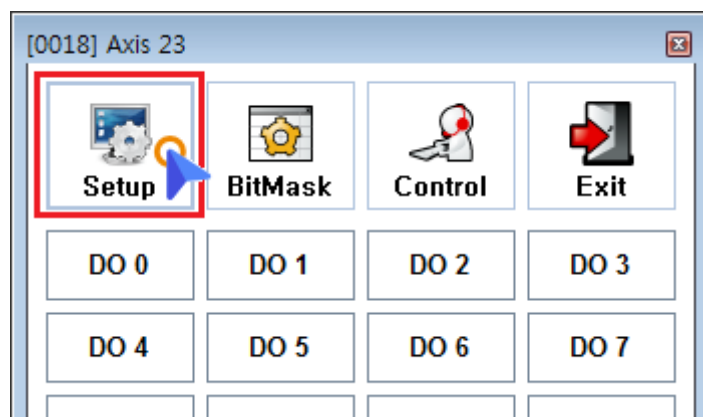 [0018] Axis 23
Setup BitMask Control Exit
DO 0 DO 1 DO 2 DO 3
DO 4 DO 5 DO 6 DO 7